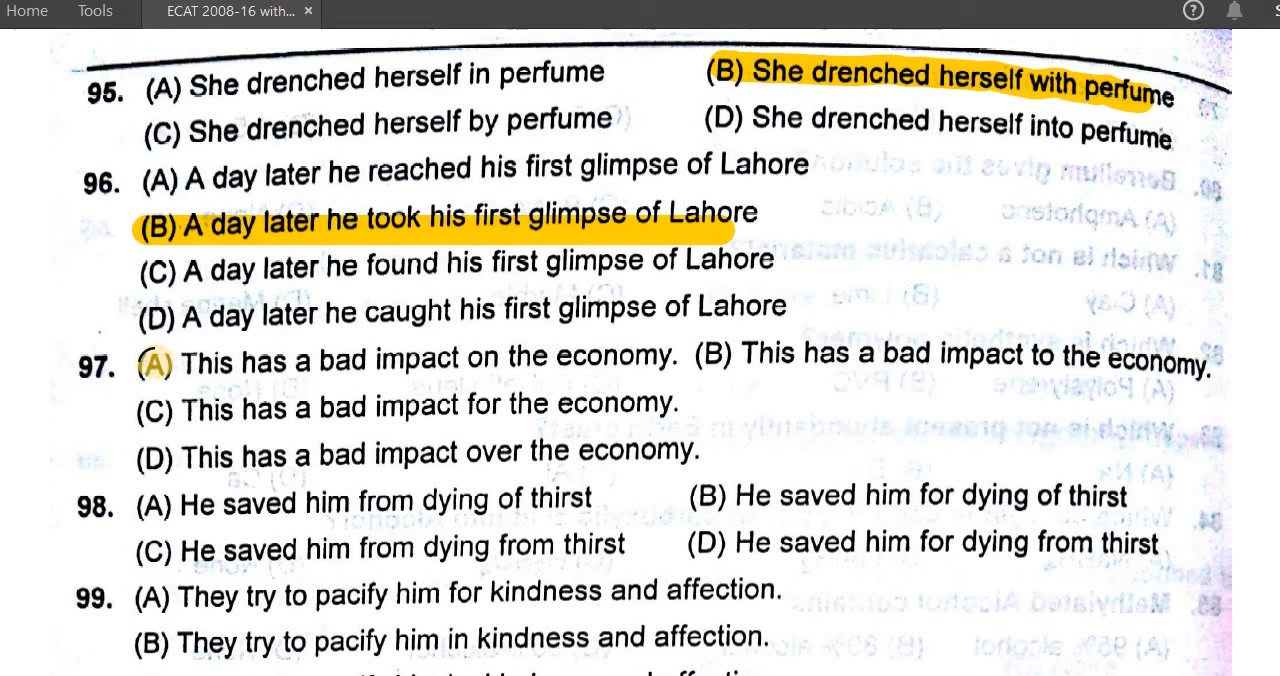 Home Tools ECAT 2008-16 with... ×
95. (A) She drenched herself in perfume (B) She drenched herself with perfume
(C) She drenched herself by perfume (D) She drenched herself into perfume
96. (A) A day later he reached his first glimpse of Lahore
(B) A day later he took his first glimpse of Lahore
(C) A day later he found his first glimpse of Lahore
(D) A day later he caught his first glimpse of Lahore
97. (A) This has a bad impact on the economy. (B) This has a bad impact to the economy.
(C) This has a bad impact for the economy.
(D) This has a bad impact over the economy.
98. (A) He saved him from dying of thirst (B) He saved him for dying of thirst
(C) He saved him from dying from thirst (D) He saved him for dying from thirst
99. (A) They try to pacify him for kindness and affection.
(B) They try to pacify him in kindness and affection.